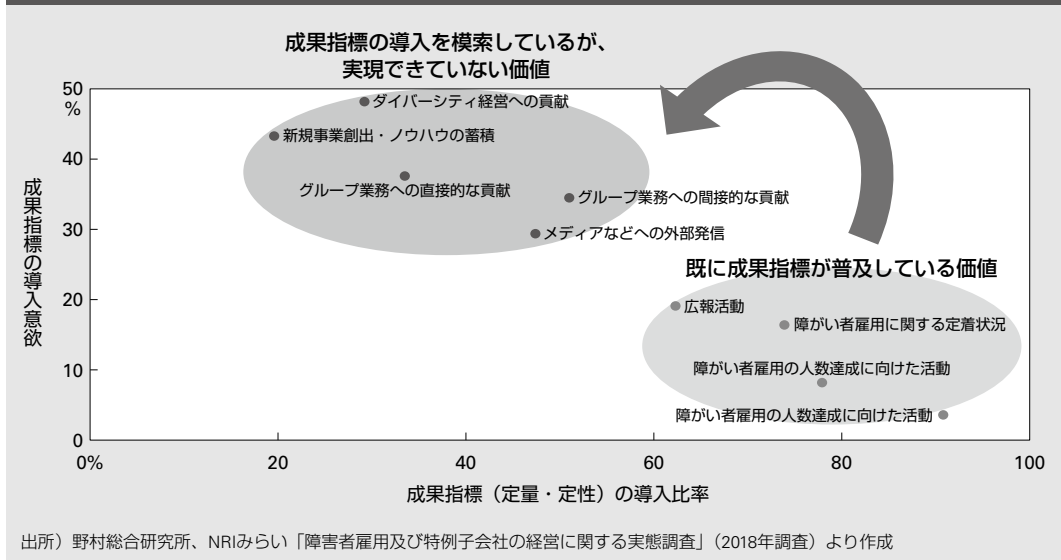 成果指標の導入を模索しているが、
実現できていない価値
50
%
ダイバーシティ経営への貢献
新規事業創出・ノウハウの蓄積
40
グループ業務への直接的な貢献
グループ業務への間接的な貢献
30
メディアなどへの外部発信
既に成果指標が普及している価値
20
広報活動
障がい者雇用に関する定着状況
10
障がい者雇用の人数達成に向けた活動
障がい者雇用の人数達成に向けた活動
0
成果指標の導入意欲
0%
20
40
60
80
100
成果指標（定量・定性）の導入比率
出所）野村総合研究所、NRIみらい「障害者雇用及び特例子会社の経営に関する実態調査」（2018年調査）より作成